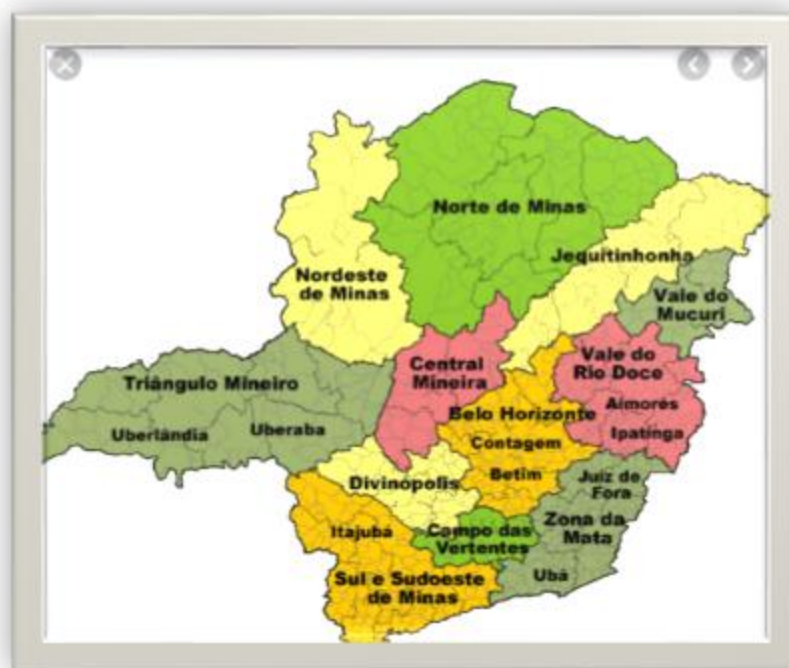 Norte de Minas
Jequitinhonha
Nordeste
de Minas
Vale do
Mucuri
Central
Mineira
Vale do
Rio Doce
Triângulo Mineiro
Aimorés
Belo Horizonte
Uberlândia
Uberaba
Contagem
Ipatinga
Betim
Juiz de
Fora
Divinópolis
Zona da
Mata
Itajubá
Campo das
Vertentes
Sul e Sudoeste
de Minas
Ubá